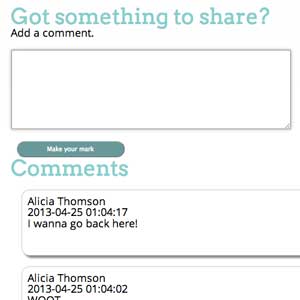 Got something to share?
Add a comment.
Make your mark
Comments
Alicia Thomson
2013-04-25 01:04:17
I wanna go back here!
Alicia Thomson
2013-04-25 01:04:02
WOOT